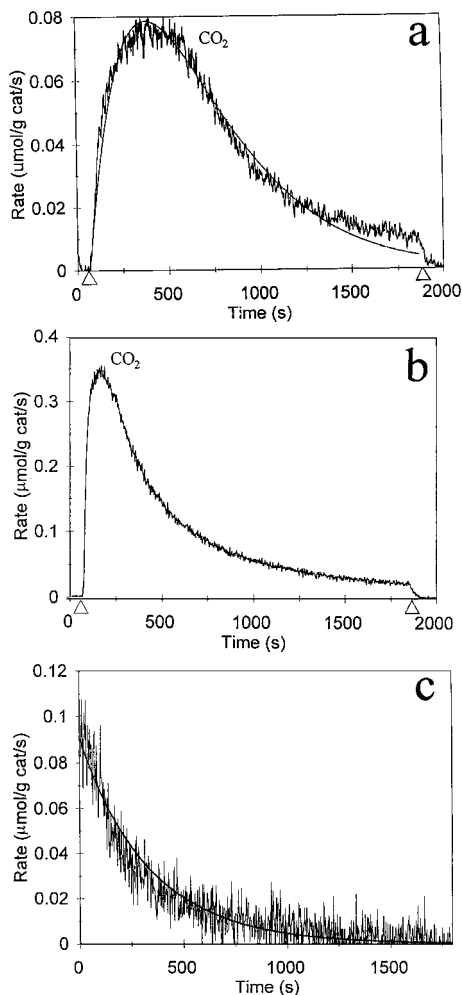 0.08
a
CO2
0.06
0.04
0.02
0
Rate (umol/g cat/s)
0 500 1000 1500 2000
Time (s)
0.4
b
CO2
0.3
0.2
0.1
0
Rate (μmol/g cat/s)
0 500 1000 1500 2000
Time (s)
0.12
c
0.1
0.08
0.06
0.04
0.02
0
Rate (μmol/g cat/s)
0 500 1000 1500
Time (s)